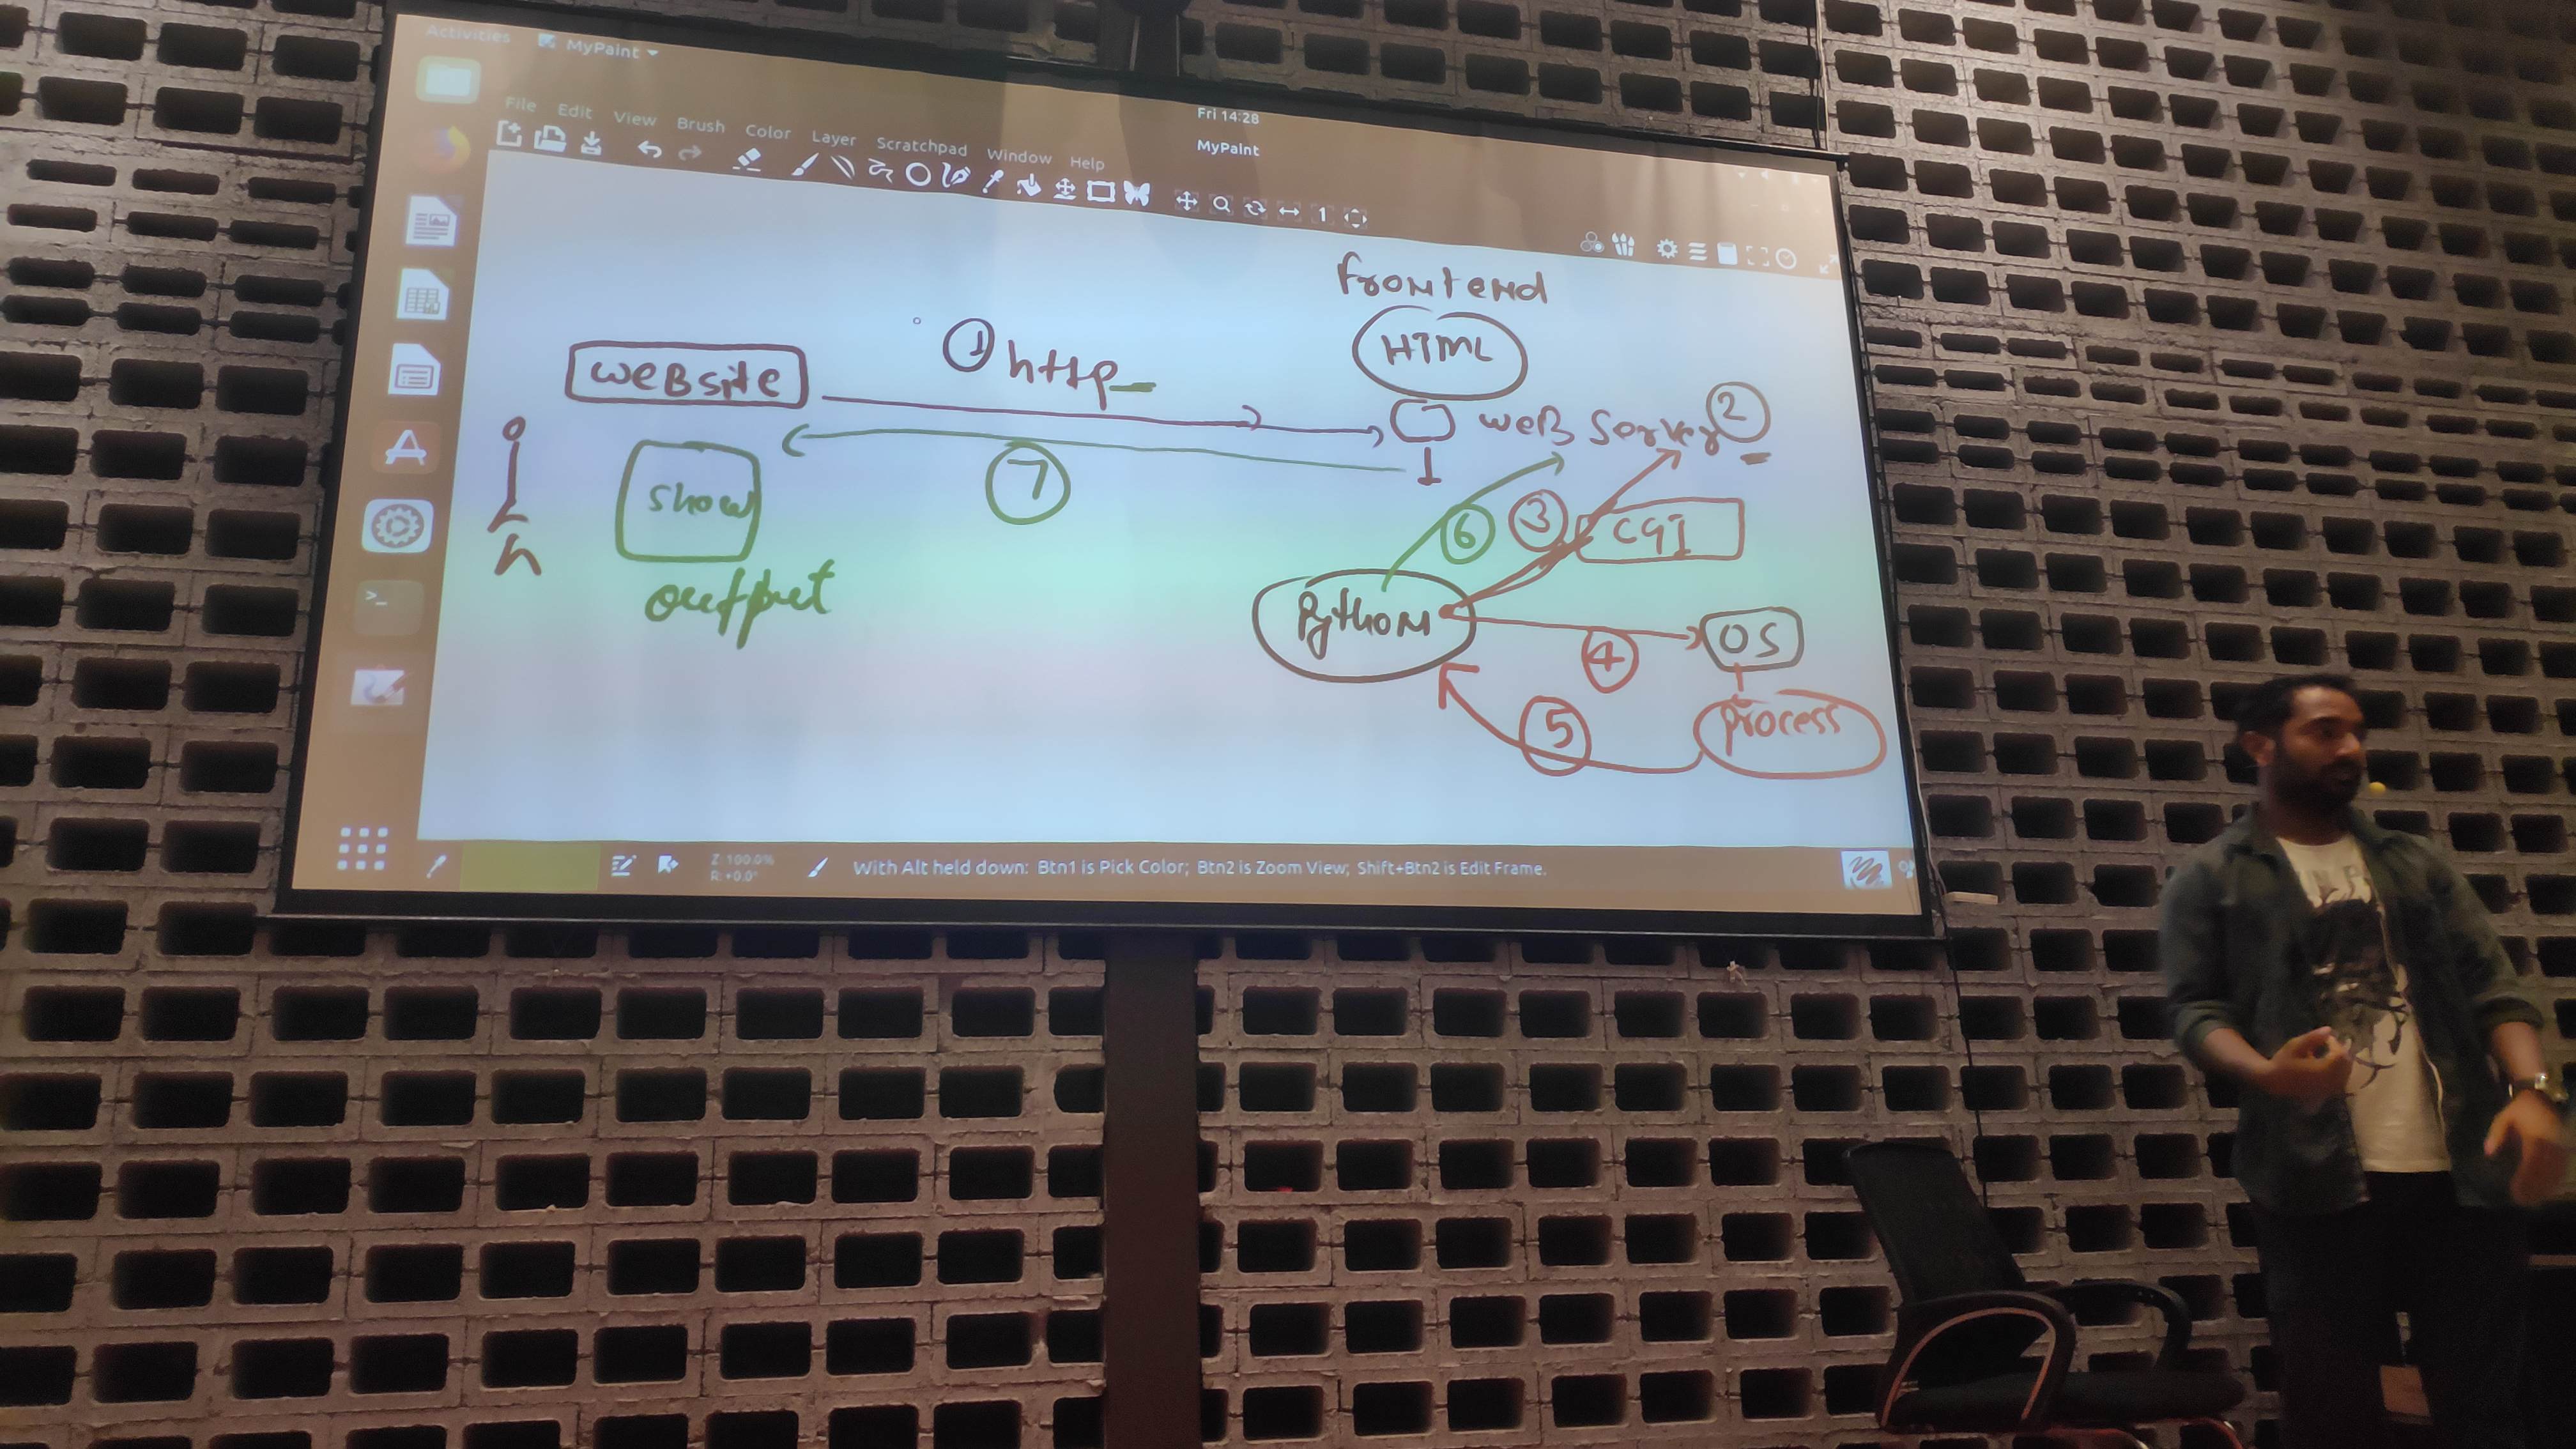 Activities MyPaint
Fri 14:28
MyPaint
File Edit View Brush Color Layer Scratchpad Window Help
1
frontend
HTML
WeBsite
1 http
weB Server 2
show
output
7
6
3
CGI
Python
OS
4
process
5
Z: 100.0%
R: +0.0°
With Alt held down: Btn1 is Pick Color; Btn2 is Zoom View; Shift+Btn2 is Edit Frame.